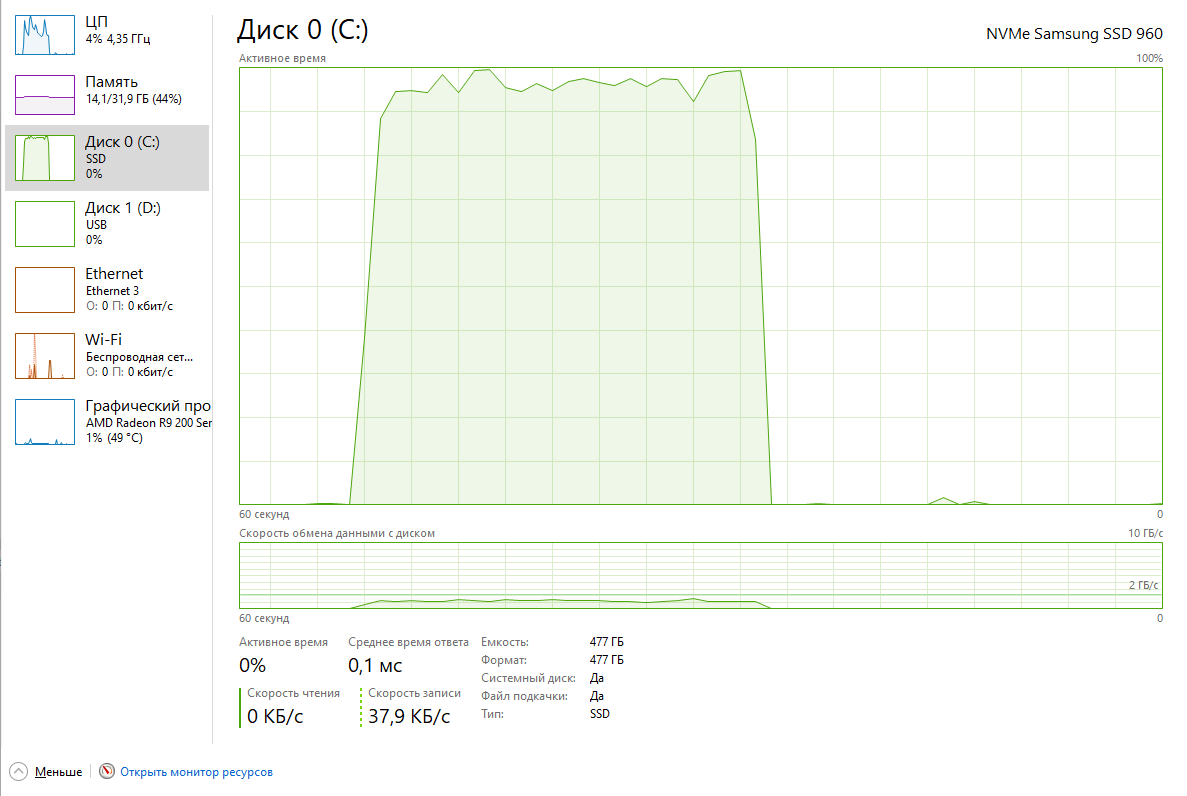 ЦП
4% 4,35 ГГц
Память
14,1/31,9 ГБ (44%)
Диск 0 (C:)
SSD
0%
Диск 1 (D:)
USB
0%
Ethernet
Ethernet 3
О: 0 П: 0 кбит/с
Wi-Fi
Беспроводная сет...
О: 0 П: 0 кбит/с
Графический про
AMD Radeon R9 200 Ser
1% (49 °C)
Диск 0 (C:)
NVMe Samsung SSD 960
Активное время
100%
60 секунд
0
Скорость обмена данными с диском
10 ГБ/с
2 ГБ/с
60 секунд
0
Активное время
0%
Среднее время ответа
0,1 мс
Скорость чтения
0 КБ/с
Скорость записи
37,9 КБ/с
Емкость: 477 ГБ
Формат: 477 ГБ
Системный диск: Да
Файл подкачки: Да
Тип: SSD
Меньше
Открыть монитор ресурсов